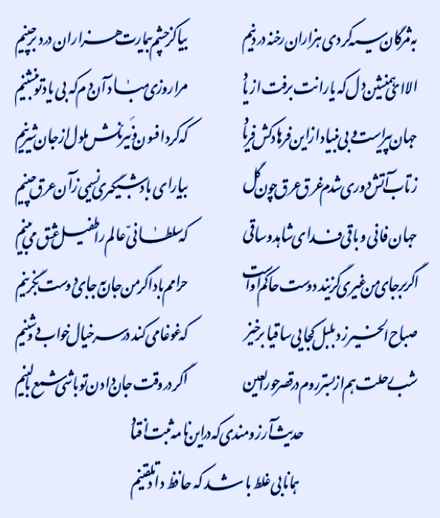 به مژگان سیه کردی هزاران رخنه در دینم بیا کز چشم بیمارت هزاران درد برچینم
الا ای همنشین دل که یارانت برفت از یاد مرا روزی مباد آن دم که بی یاد تو بنشینم
جهان پیر است و بی‌بنیاد از این فرهادکش فریاد که کرد افسون و نیرنگش ملول از جان شیرینم
ز تاب آتش دوری شدم غرق عرق چون گل بیار ای باد شبگیری نسیمی زان عرق چینم
جهان فانی و باقی فدای شاهد و ساقی که سلطانی عالم را طفیل عشق می‌بینم
اگر بر جای من غیری گزیند دوست حاکم اوست حرامم باد اگر من جان به جای دوست بگزینم
صباح الخیر زد بلبل کجایی ساقیا برخیز که غوغا می‌کند در سر خیال خواب دوشینم
شب رحلت هم از بستر روم در قصر حورالعین اگر در وقت جان دادن تو باشی شمع بالینم
حدیث آرزومندی که در این نامه ثبت افتاد
همانا بی‌غلط باشد که حافظ داد تلقینم